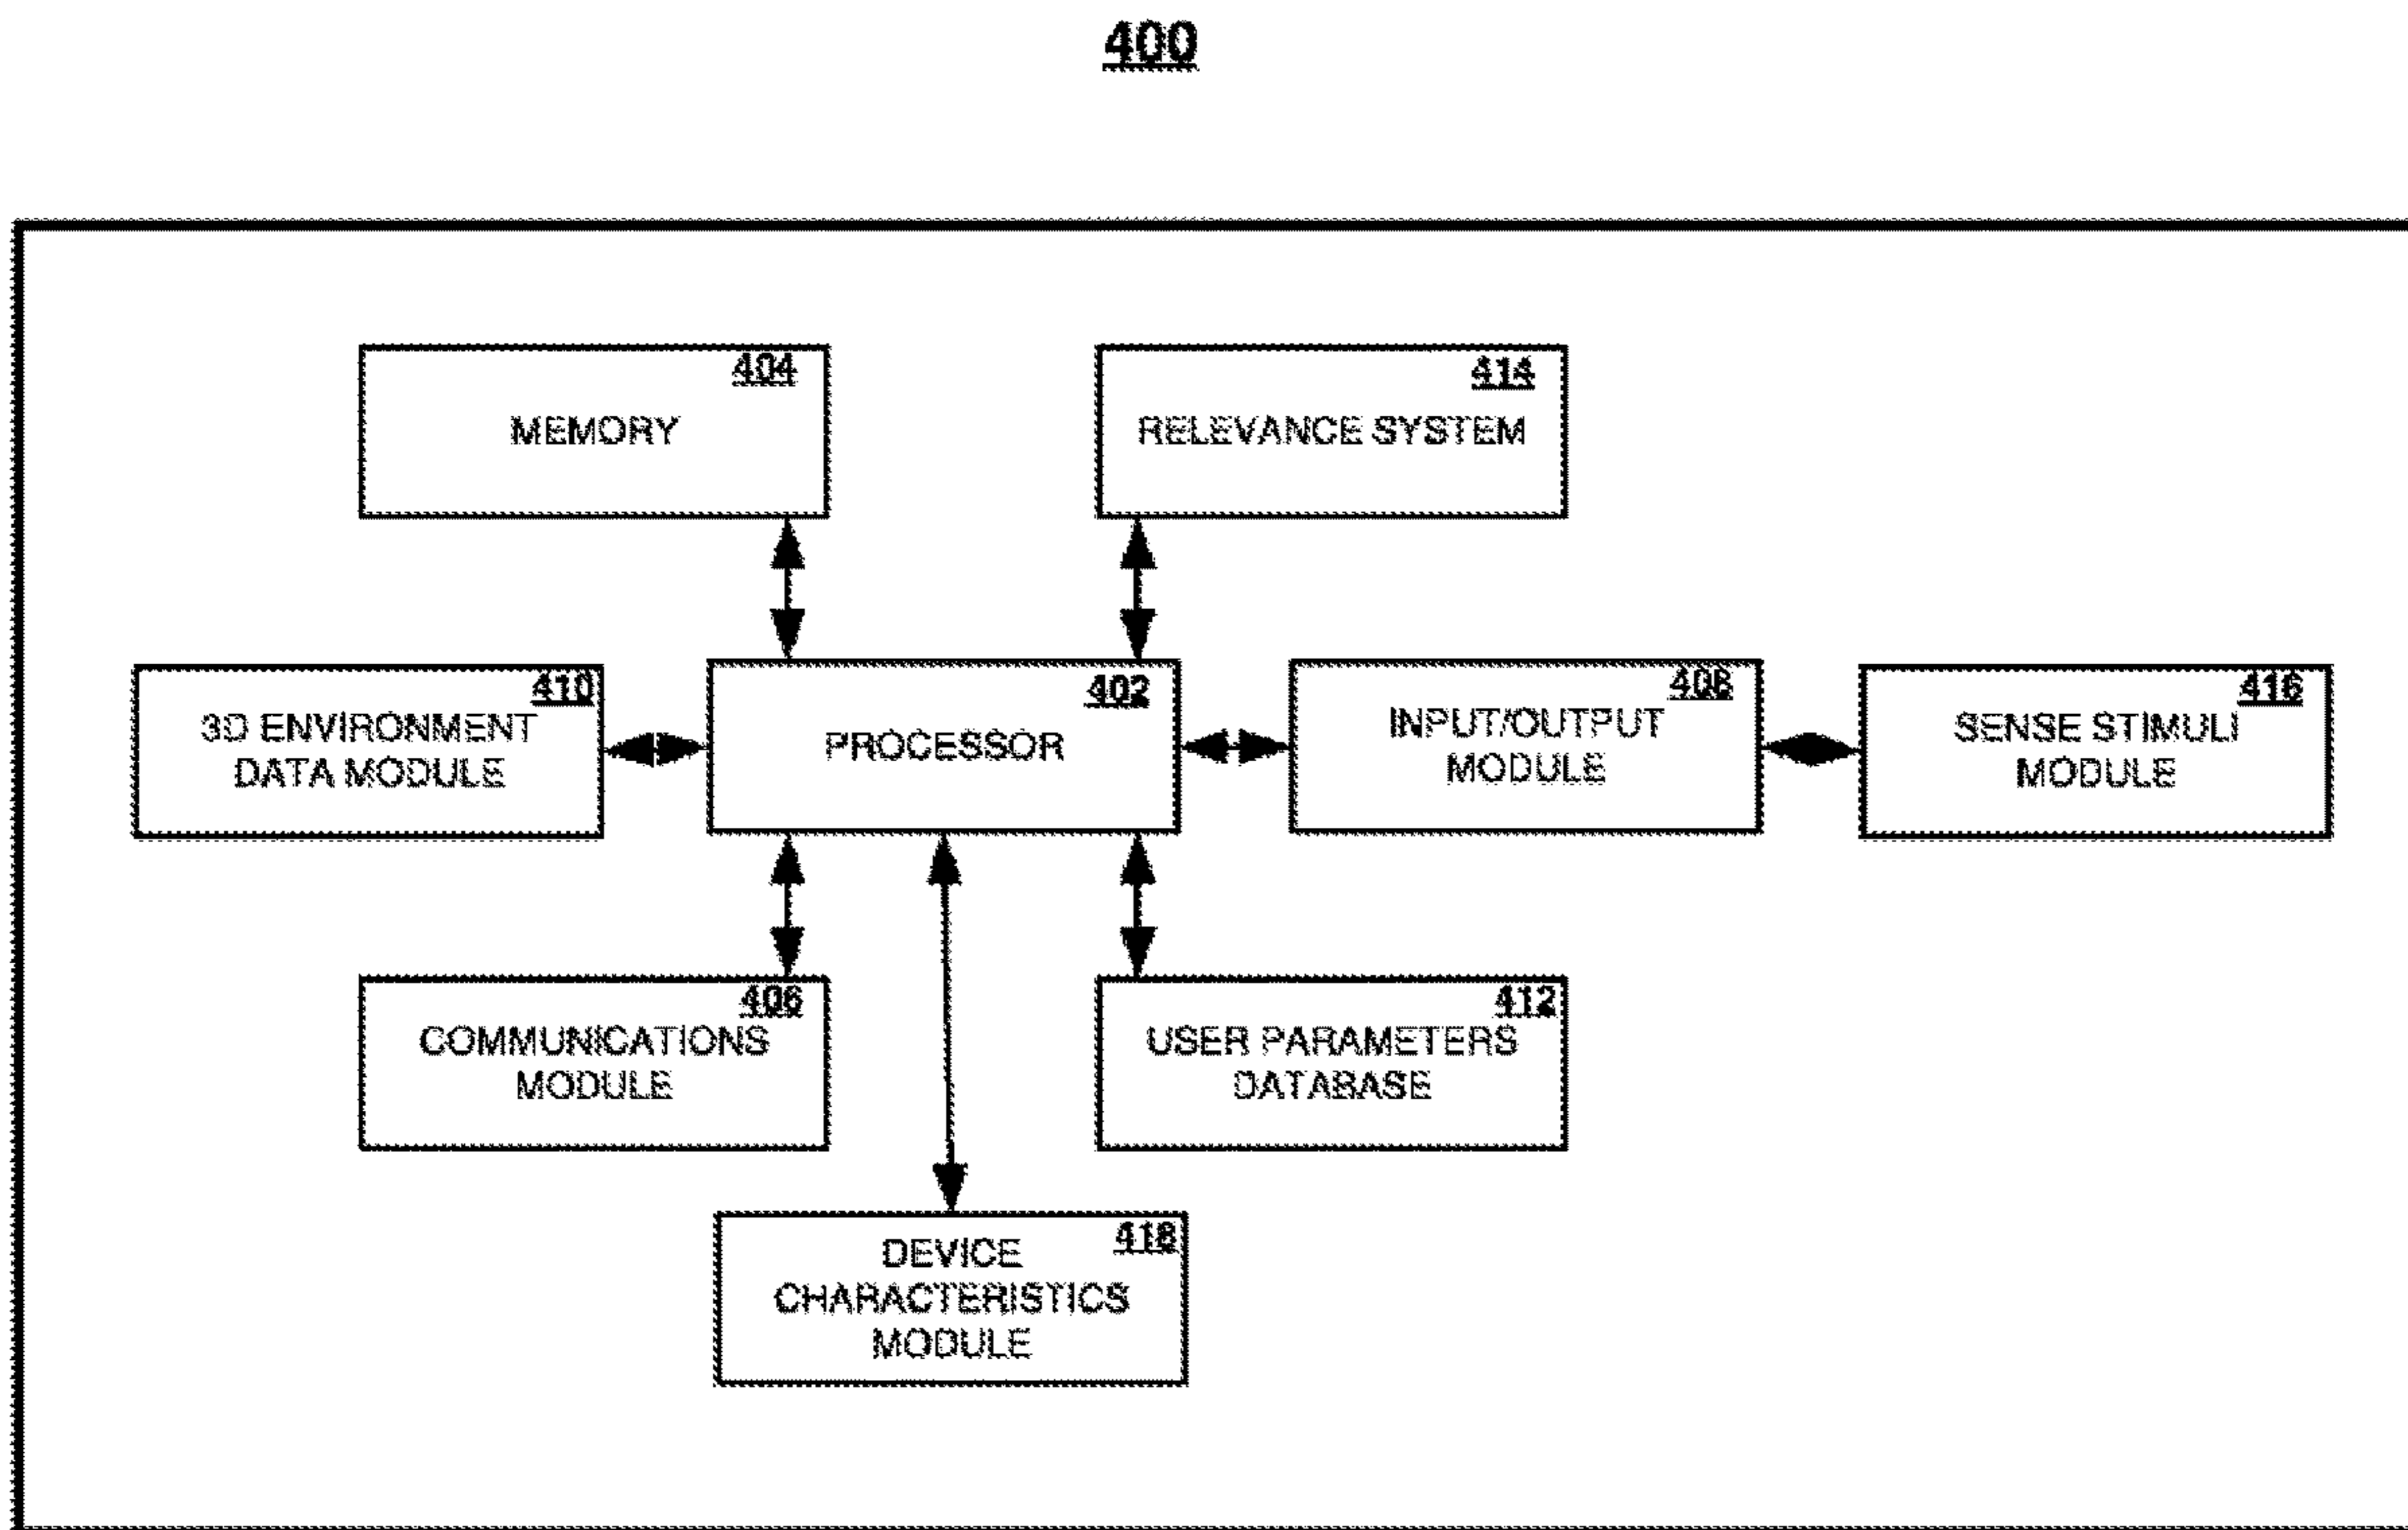 400
404
MEMORY
414
RELEVANCE SYSTEM
410
3D ENVIRONMENT
DATA MODULE
402
PROCESSOR
408
INPUT/OUTPUT
MODULE
416
SENSE STIMULI
MODULE
406
COMMUNICATIONS
MODULE
412
USER PARAMETERS
DATABASE
418
DEVICE
CHARACTERISTICS
MODULE